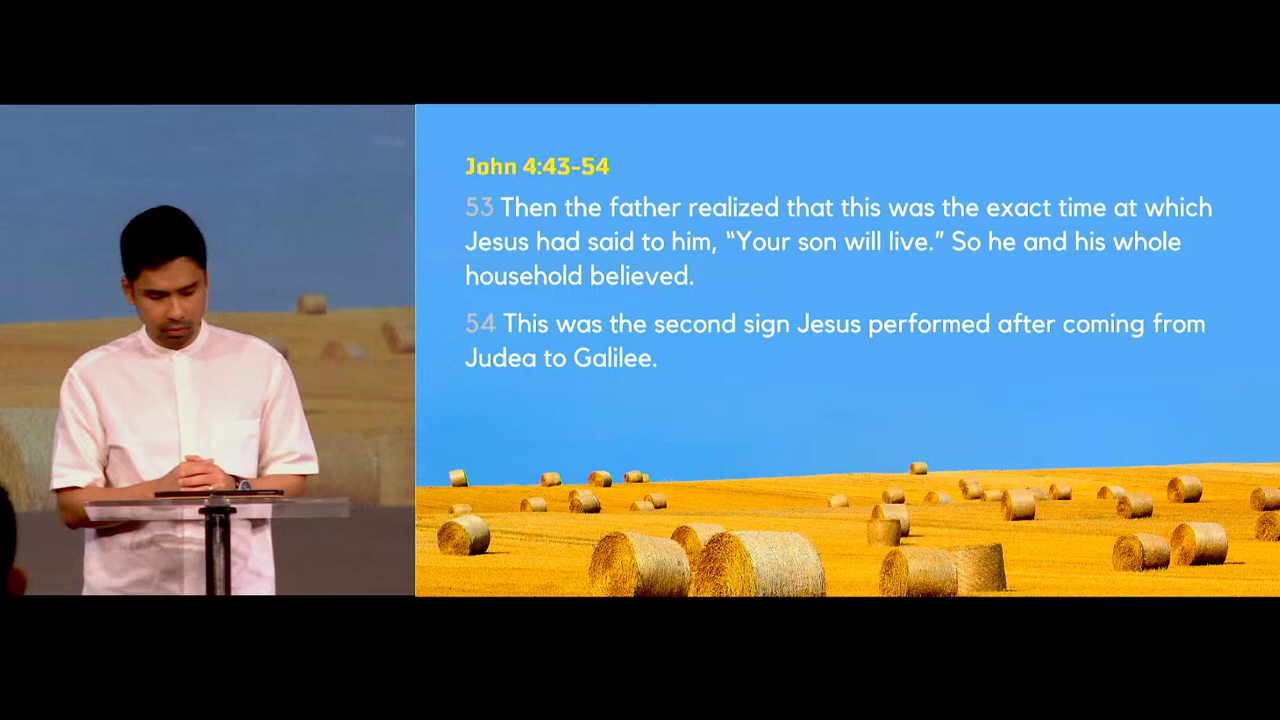 John 4:43-54
53 Then the father realized that this was the exact time at which
Jesus had said to him, “Your son will live.” So he and his whole
household believed.
54 This was the second sign Jesus performed after coming from
Judea to Galilee.